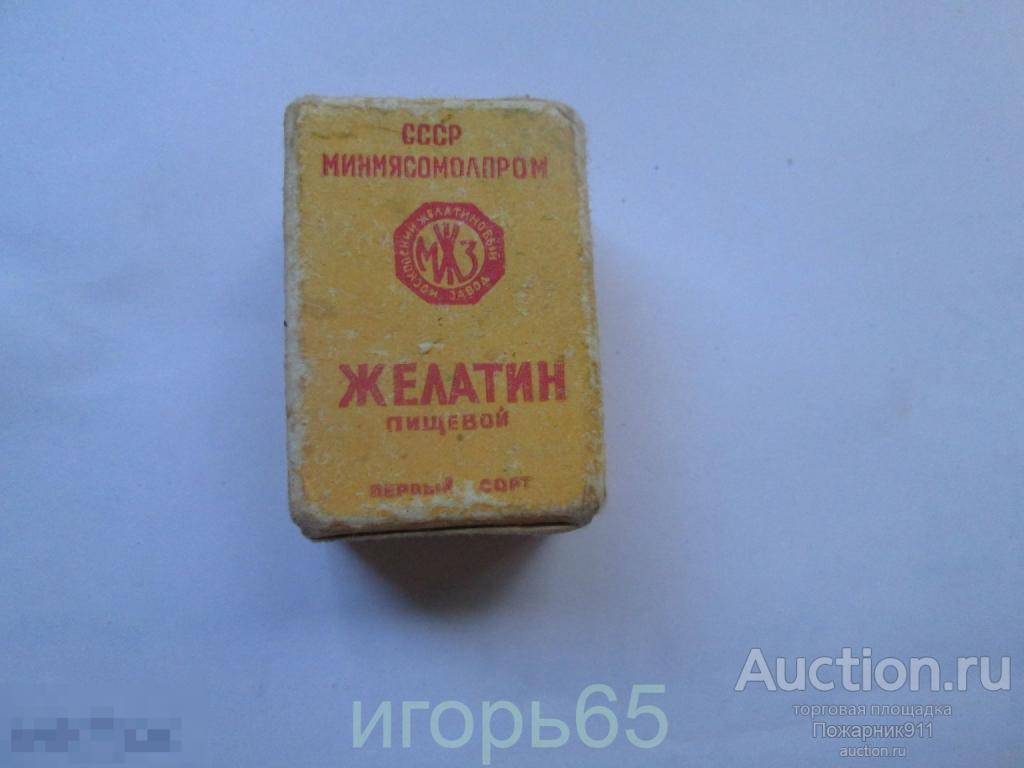 СССР
МИНМЯСОМОЛПРОМ
МОСКОВСКИЙ ЖЕЛАТИНОВЫЙ
ЗАВОД
МЖЗ
ЖЕЛАТИН
ПИЩЕВОЙ
ПЕРВЫЙ СОРТ
Auction.ru
торговая площадка
Пожарник911
auction.ru
игорь65